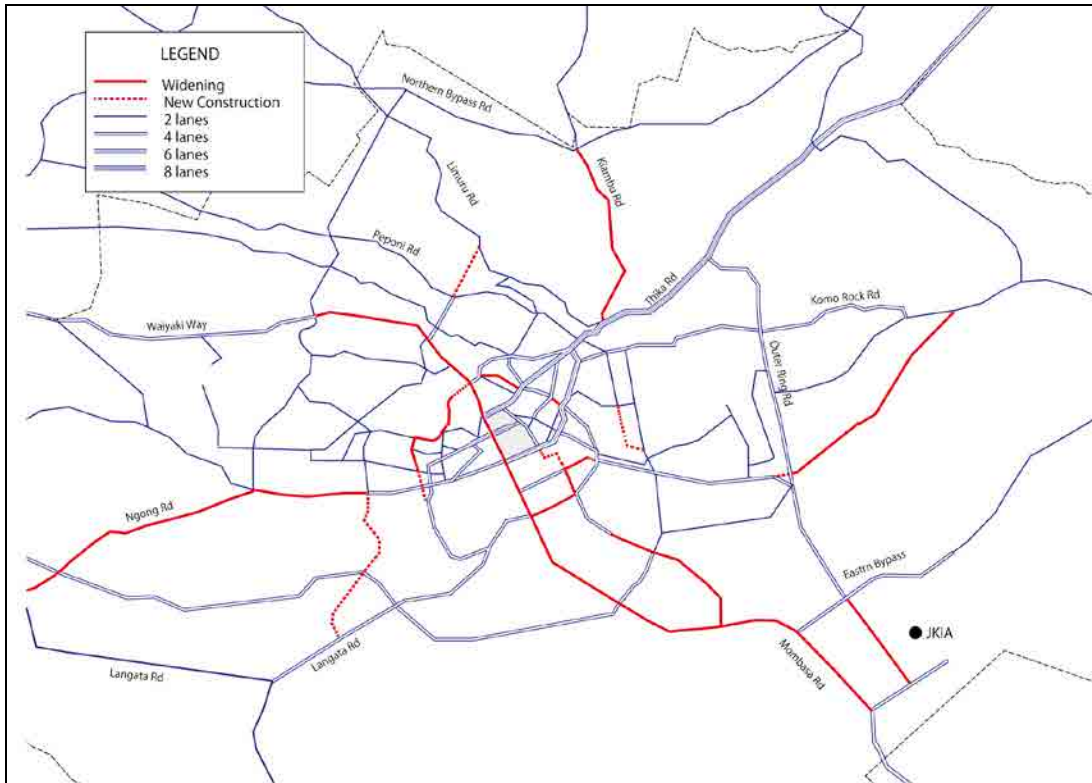 LEGEND
Widening
New Construction
2 lanes
4 lanes
6 lanes
8 lanes
Northern Bypass Rd
Limuru Rd
Kiambu Rd
Peponi Rd
Thika Rd
Komo Rock Rd
Waiyaki Way
Outer Ring Rd
Ngong Rd
Eastrn Bypass
JKIA
Langata Rd
Mombasa Rd
Langata Rd